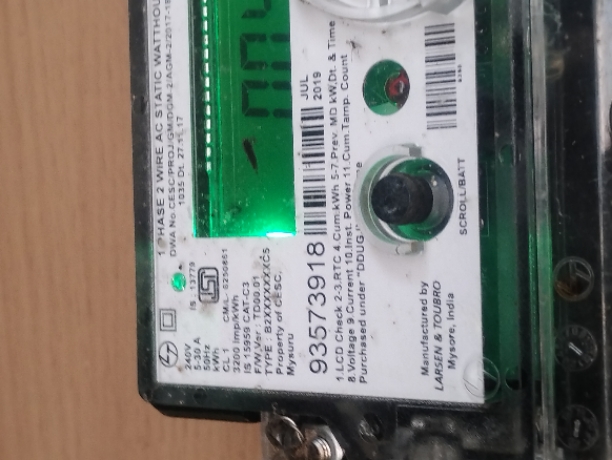 1 PHASE 2 WIRE AC STATIC WATTHOU
DWA No.CESC/PROJ/GM/DGM-2/AGM-2/2017-18
1035 Dt. 27.11.17
240V
5-30 A
50Hz
kWh
CL 1
IS : 13779
CM/L- 6250861
3200 Imp/kWh
IS 15959 CAT-C3
F/W.Ver : TD00.01
TYPE : B2XXXXXXXXC5
Property of CESC,
Mysuru
JUL
2019
93573918
1.LCD Check 2-3.RTC 4.Cum.kWh 5-7.Prev. MD kW,Dt. & Time
8.Voltage 9.Current 10.Inst. Power 11.Cum.Tamp. Count
Purchased under "DDUG
SCROLL/BATT
Manufactured by
LARSEN & TOUBRO
Mysore, India